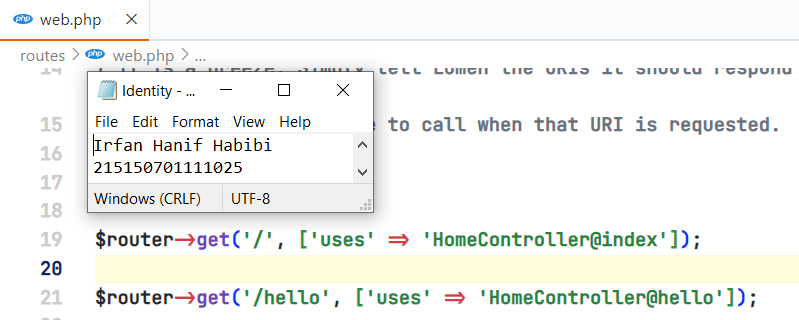 php web.php ×
routes > php web.php > ...
14 it is a breeze. Simply tell Lumen the URIs it should respond
Identity - ...
File Edit Format View Help
Irfan Hanif Habibi
215150701111025
Windows (CRLF) UTF-8
15 e to call when that URI is requested.
16
17
18
19 $router->get('/', ['uses' => 'HomeController@index']);
20
21 $router->get('/hello', ['uses' => 'HomeController@hello']);